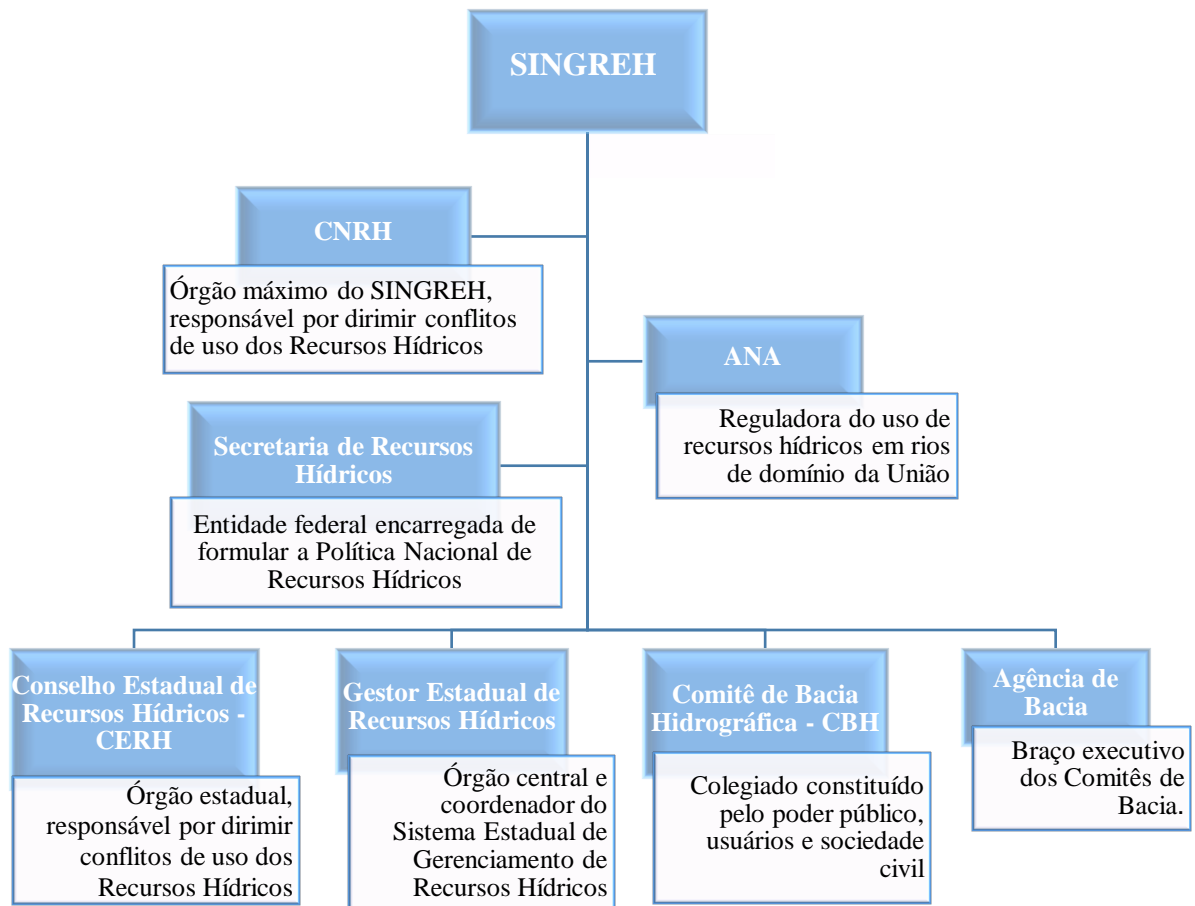 SINGREH
CNRH
Órgão máximo do SINGREH,
responsável por dirimir conflitos
de uso dos Recursos Hídricos
ANA
Reguladora do uso de
recursos hídricos em rios
de domínio da União
Secretaria de Recursos
Hídricos
Entidade federal encarregada de
formular a Política Nacional de
Recursos Hídricos
Conselho Estadual de
Recursos Hídricos -
CERH
Órgão estadual,
responsável por dirimir
conflitos de uso dos
Recursos Hídricos
Gestor Estadual de
Recursos Hídricos
Órgão central e
coordenador do
Sistema Estadual de
Gerenciamento de
Recursos Hídricos
Comitê de Bacia
Hidrográfica - CBH
Colegiado constituído
pelo poder público,
usuários e sociedade
civil
Agência de
Bacia
Braço executivo
dos Comitês de
Bacia.